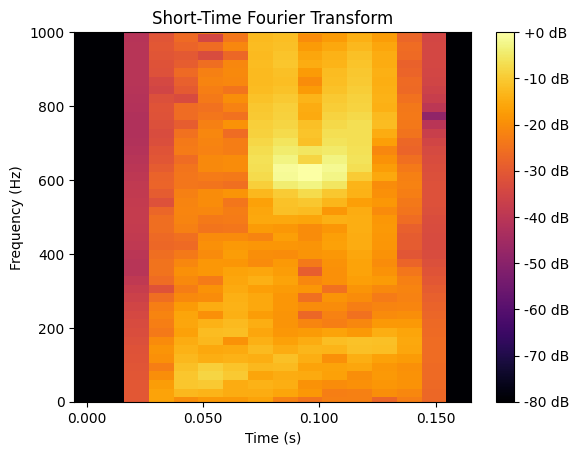 Short-Time Fourier Transform
1000
800
600
400
200
0
Frequency (Hz)
0.000
0.050
0.100
0.150
Time (s)
+0 dB
-10 dB
-20 dB
-30 dB
-40 dB
-50 dB
-60 dB
-70 dB
-80 dB